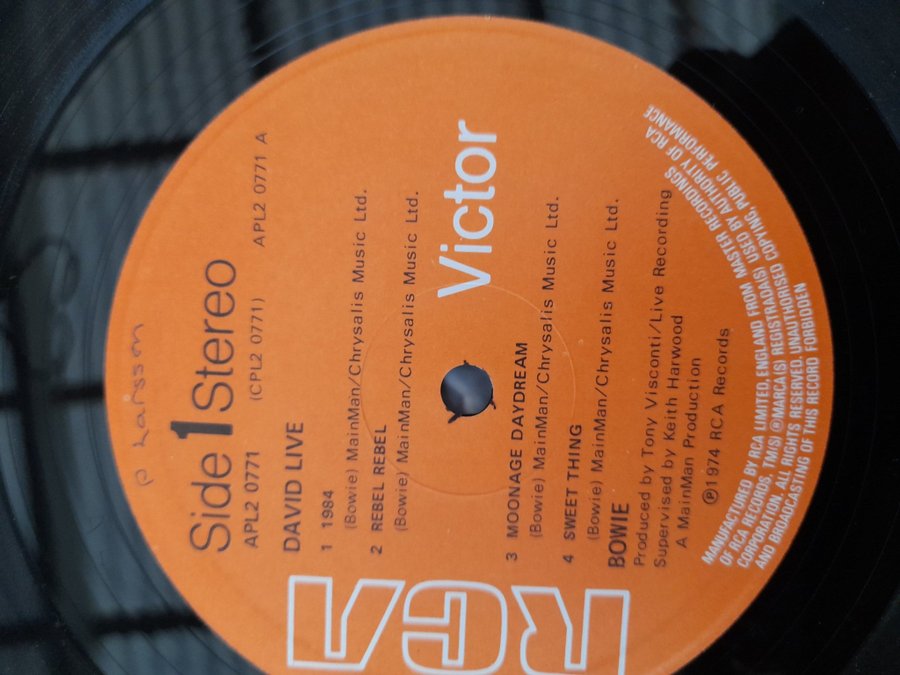 P Larsson
Side 1 Stereo
APL2 0771 (CPL2 0771) APL2 0771 A
DAVID LIVE
1 1984
(Bowie) MainMan/Chrysalis Music Ltd.
2 REBEL REBEL
(Bowie) MainMan/Chrysalis Music Ltd.
RCA Victor
3 MOONAGE DAYDREAM
(Bowie) MainMan/Chrysalis Music Ltd.
4 SWEET THING
(Bowie) MainMan/Chrysalis Music Ltd.
BOWIE
Produced by Tony Visconti/Live Recording
Supervised by Keith Harwood
A MainMan Production
℗1974 RCA Records
MANUFACTURED BY RCA LIMITED, ENGLAND FROM MASTER RECORDINGS
OF RCA RECORDS, TM(S) ®MARCA(S) REGISTRADA(S) USED BY AUTHORITY OF RCA
CORPORATION. ALL RIGHTS RESERVED. UNAUTHORISED COPYING, PUBLIC PERFORMANCE
AND BROADCASTING OF THIS RECORD FORBIDDEN